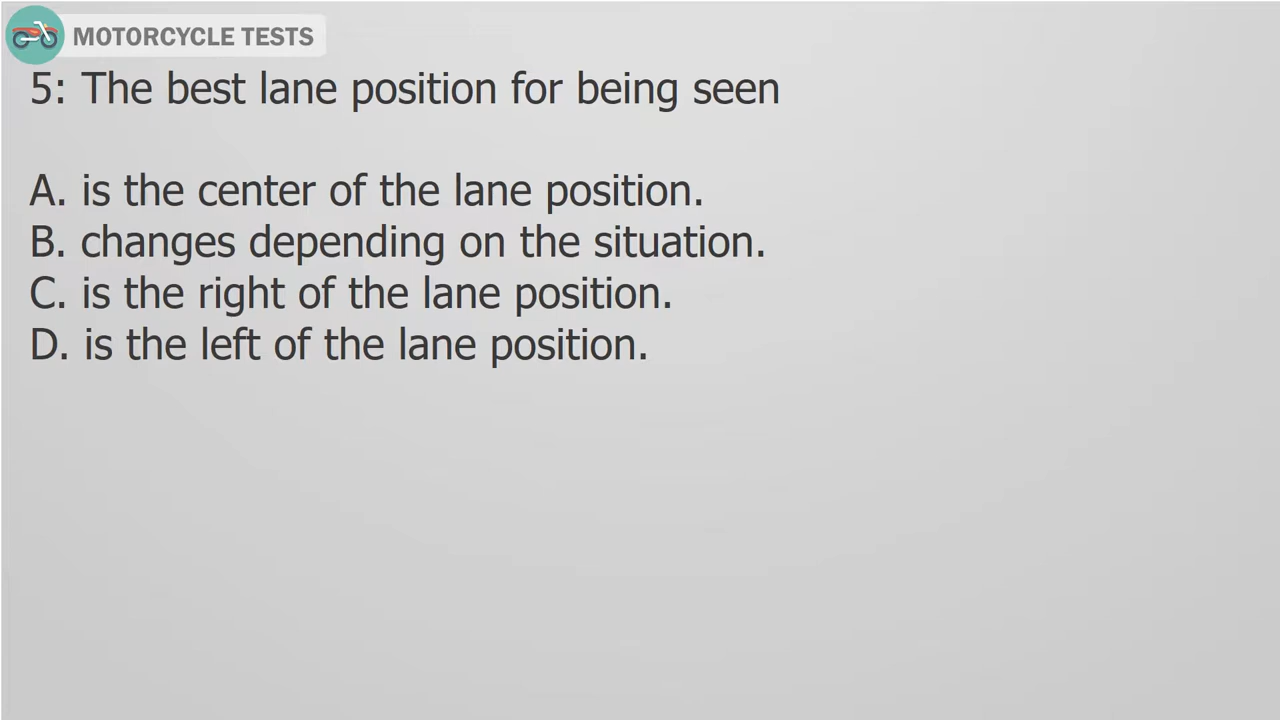 MOTORCYCLE TESTS
5: The best lane position for being seen
A. is the center of the lane position.
B. changes depending on the situation.
C. is the right of the lane position.
D. is the left of the lane position.